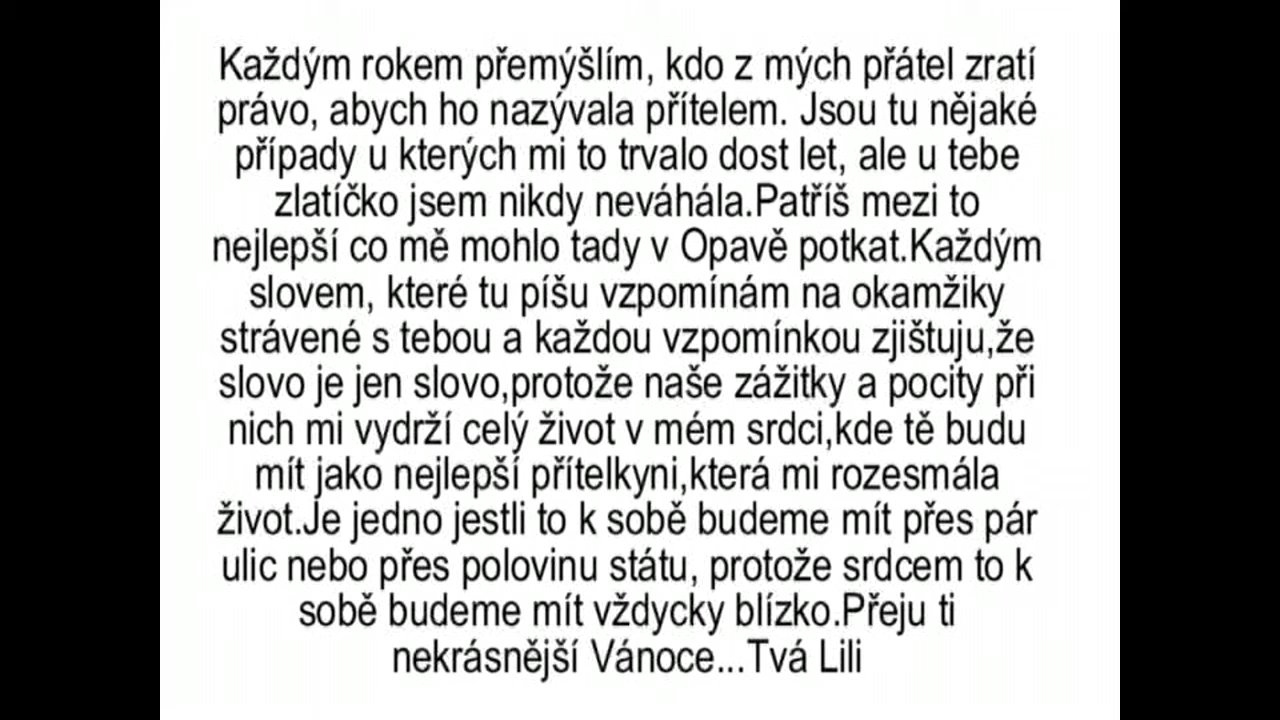 Každým rokem přemýšlím, kdo z mých přátel zratí
právo, abych ho nazývala přítelem. Jsou tu nějaké
případy u kterých mi to trvalo dost let, ale u tebe
zlatíčko jsem nikdy neváhála.Patříš mezi to
nejlepší co mě mohlo tady v Opavě potkat.Každým
slovem, které tu píšu vzpomínám na okamžiky
strávené s tebou a každou vzpomínkou zjištuju,že
slovo je jen slovo,protože naše zážitky a pocity při
nich mi vydrží celý život v mém srdci,kde tě budu
mít jako nejlepší přítelkyni,která mi rozesmála
život.Je jedno jestli to k sobě budeme mít přes pár
ulic nebo přes polovinu státu, protože srdcem to k
sobě budeme mít vždycky blízko.Přeju ti
nekrásnější Vánoce...Tvá Lili